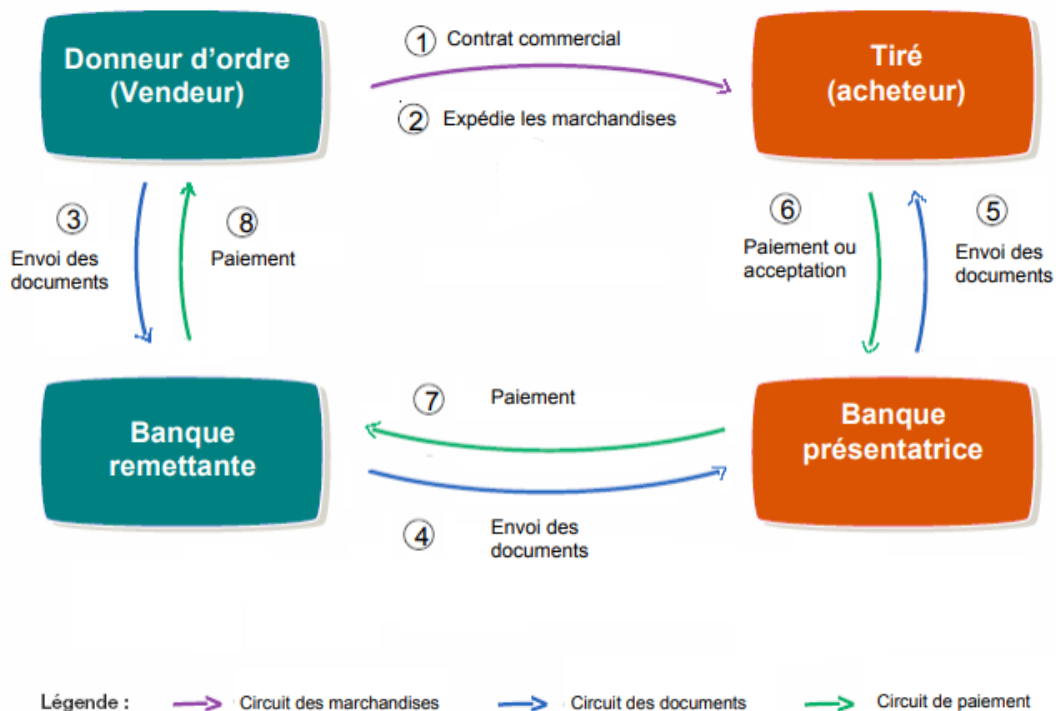 Donneur d'ordre
(Vendeur)
① Contrat commercial
② Expédie les marchandises
Tiré
(acheteur)
③
Envoi des
documents
⑧
Paiement
⑥
Paiement ou
acceptation
⑤
Envoi des
documents
Banque
remettante
⑦ Paiement
④ Envoi des
documents
Banque
présentatrice
Légende : Circuit des marchandises Circuit des documents Circuit de paiement